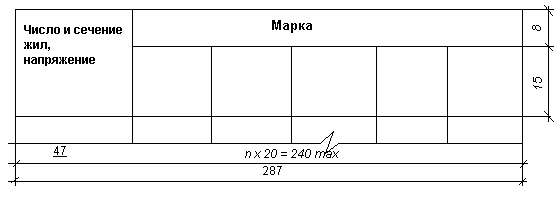 Число и сечение
жил,
напряжение
Марка
8
15
47
n x 20 = 240 max
287